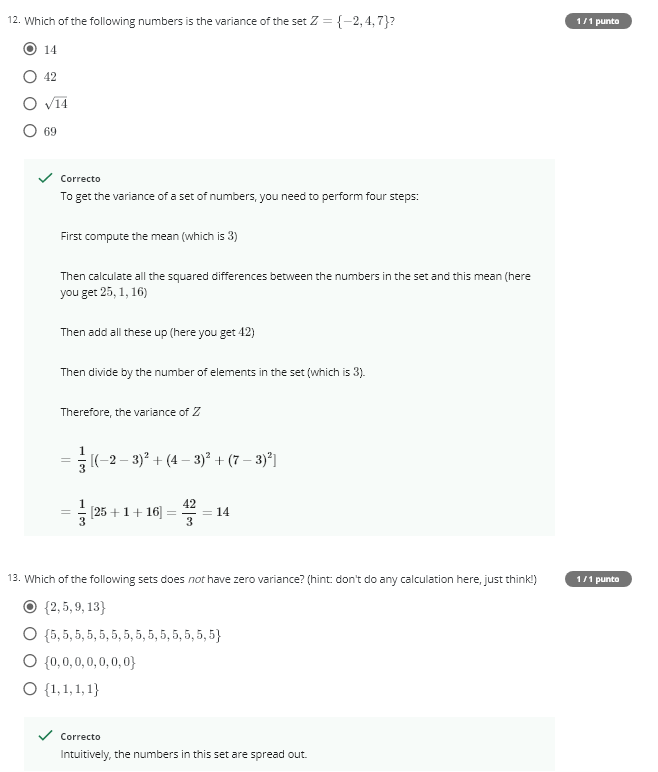 12. Which of the following numbers is the variance of the set Z = {−2, 4, 7}?
1 / 1 punto
14
42
√14
69
Correcto
To get the variance of a set of numbers, you need to perform four steps:
First compute the mean (which is 3)
Then calculate all the squared differences between the numbers in the set and this mean (here
you get 25, 1, 16)
Then add all these up (here you get 42)
Then divide by the number of elements in the set (which is 3).
Therefore, the variance of Z
= 1/3 [(−2 − 3)² + (4 − 3)² + (7 − 3)²]
= 1/3 [25 + 1 + 16] = 42/3 = 14
13. Which of the following sets does not have zero variance? (hint: don't do any calculation here, just think!)
1 / 1 punto
{2, 5, 9, 13}
{5, 5, 5, 5, 5, 5, 5, 5, 5, 5, 5, 5, 5, 5}
{0, 0, 0, 0, 0, 0, 0}
{1, 1, 1, 1}
Correcto
Intuitively, the numbers in this set are spread out.